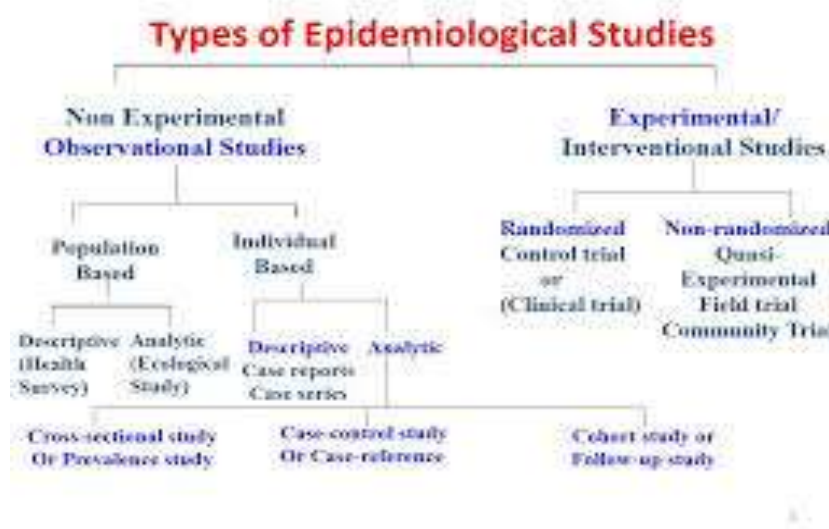 Types of Epidemiological Studies
Non Experimental
Observational Studies
Experimental/
Interventional Studies
Population
Based
Individual
Based
Randomized
Control trial
or
(Clinical trial)
Non-randomized
Quasi-
Experimental
Field trial
Community Trial
Descriptive
(Health
Survey)
Analytic
(Ecological
Study)
Descriptive
Case reports
Case series
Analytic
Cross-sectional study
Or Prevalence study
Case-control study
Or Case-reference
Cohort study or
Follow-up study